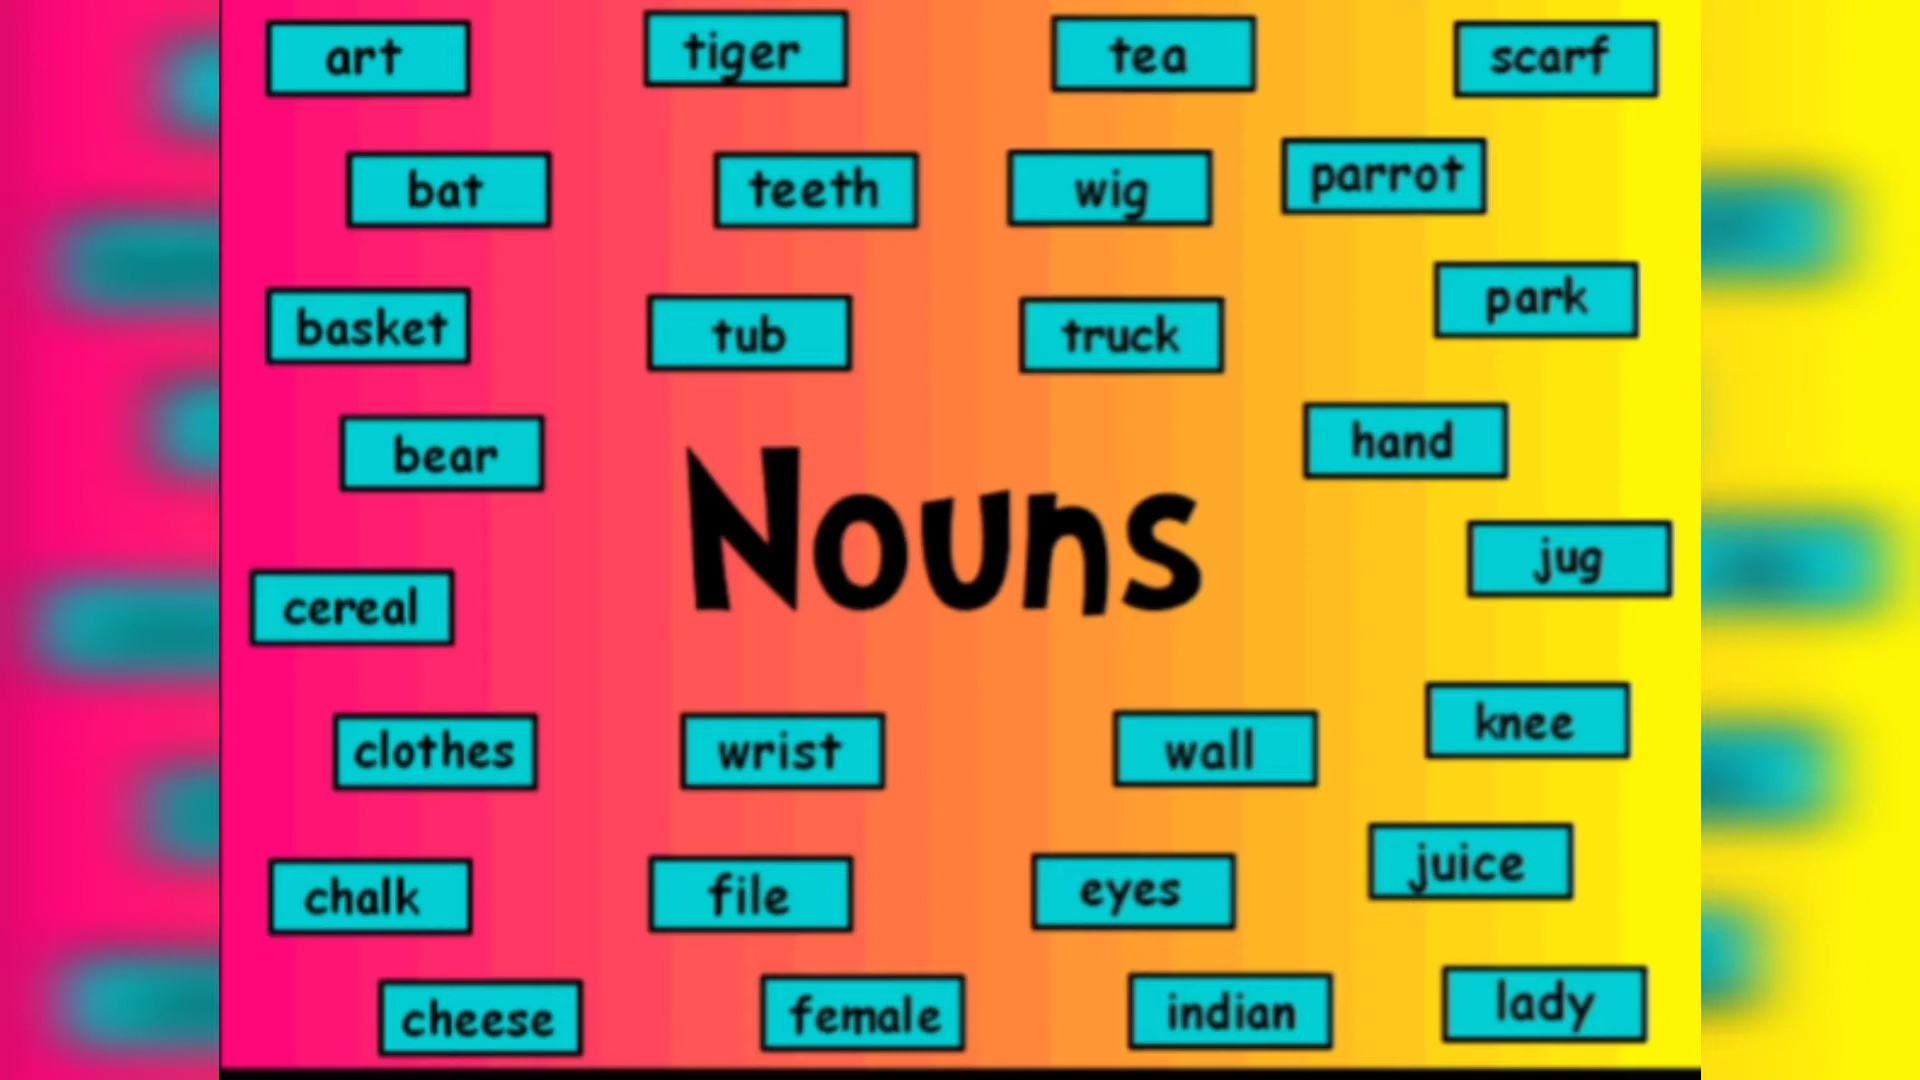 art
tiger
tea
scarf
bat
teeth
wig
parrot
basket
tub
truck
park
bear
hand
Nouns
jug
cereal
clothes
wrist
wall
knee
chalk
file
eyes
juice
cheese
female
indian
lady